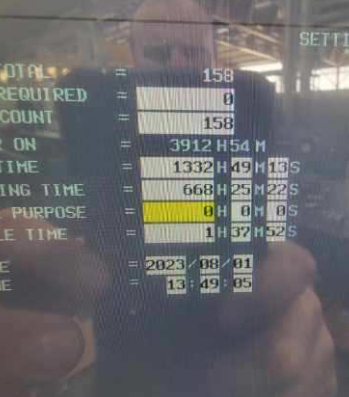 SETTI
OTAL = 158
REQUIRED = 0
COUNT = 158
R ON = 3912 H 54 M
TIME = 1332 H 49 M 13 S
ING TIME = 668 H 25 M 22 S
PURPOSE = 0 H 0 M 0 S
LE TIME = 1 H 37 M 52 S
E = 2023/08/01
E = 13:49:05